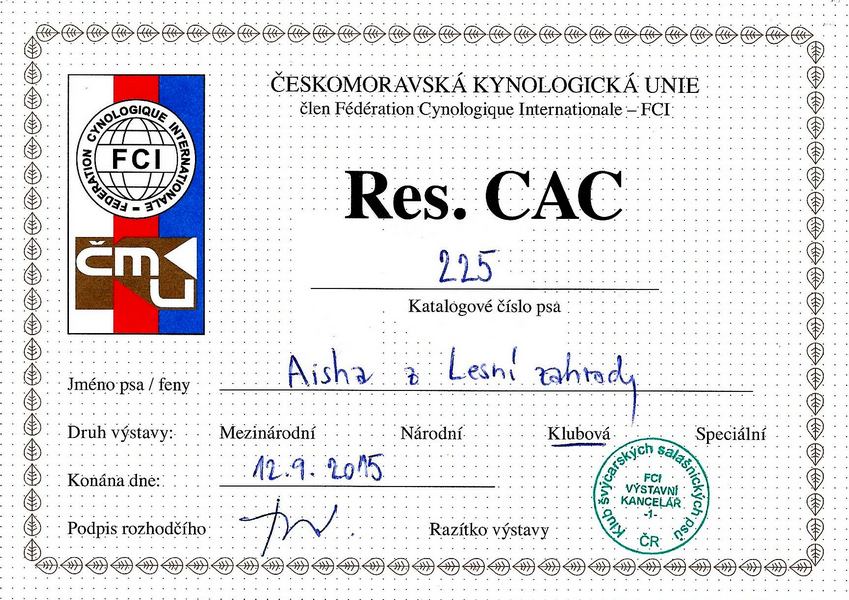 ČESKOMORAVSKÁ KYNOLOGICKÁ UNIE
člen Fédération Cynologique Internationale – FCI
FEDERATION CYNOLOGIQUE INTERNATIONALE –
FCI
ČMKU
Res. CAC
225
Katalogové číslo psa
Jméno psa / feny Aisha z Lesní zahrady
Druh výstavy: Mezinárodní Národní Klubová Speciální
Konána dne: 12.9.2015
Podpis rozhodčího Razítko výstavy
Klub švýcarských salašnických psů
FCI
VÝSTAVNÍ
KANCELÁŘ
-1-
ČR